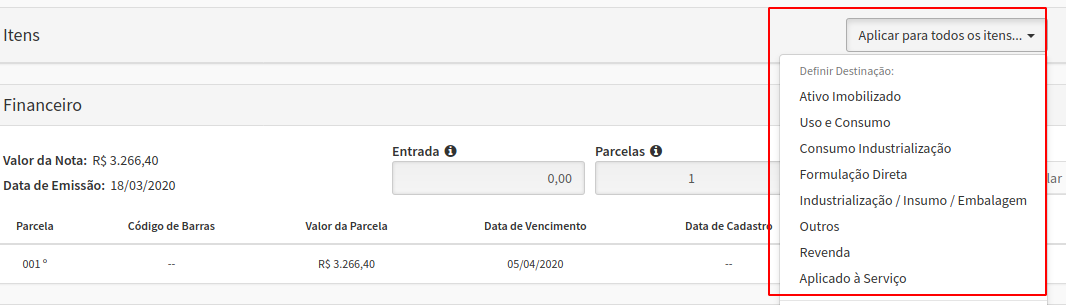 Itens
Aplicar para todos os itens...
Definir Destinação:
Ativo Imobilizado
Uso e Consumo
Consumo Industrialização
Formulação Direta
Industrialização / Insumo / Embalagem
Outros
Revenda
Aplicado à Serviço
Financeiro
Valor da Nota: R$ 3.266,40
Data de Emissão: 18/03/2020
Entrada
0,00
Parcelas
1
lar
Parcela Código de Barras Valor da Parcela Data de Vencimento Data de Cadastro
001 º -- R$ 3.266,40 05/04/2020 --